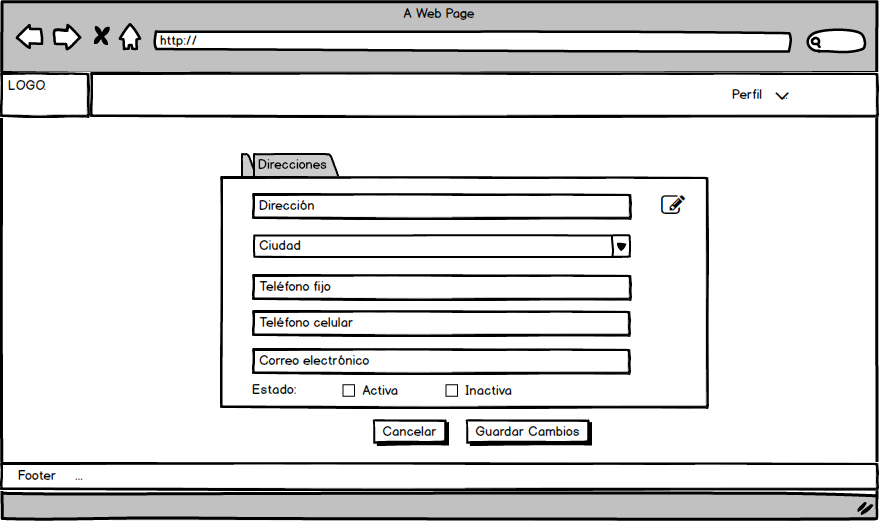 A Web Page
http://
LOGO.
Perfil
Direcciones
Dirección
Ciudad
Teléfono fijo
Teléfono celular
Correo electrónico
Estado: Activa Inactiva
Cancelar Guardar Cambios
Footer ...